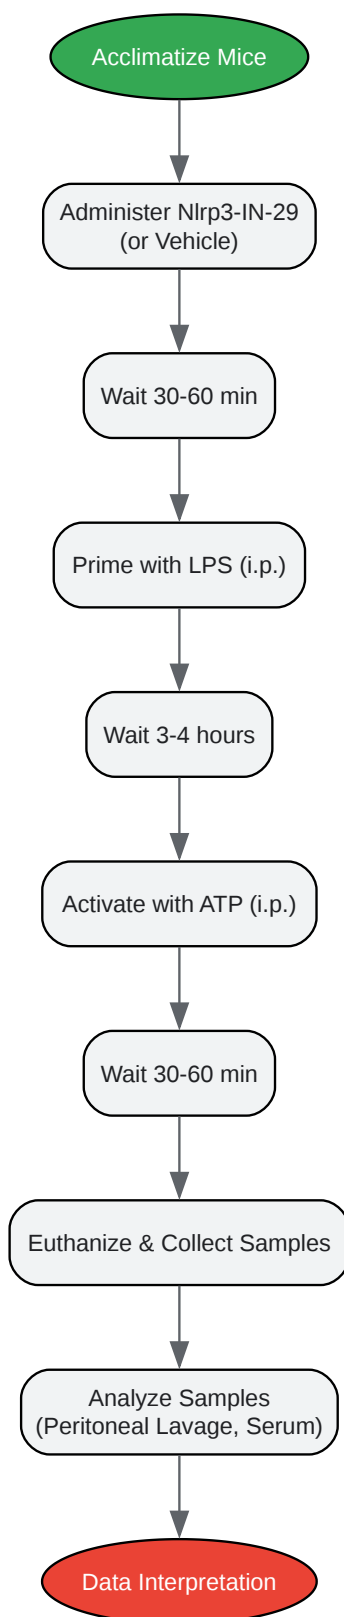 Acclimatize Mice
Administer Nlrp3-IN-29
(or Vehicle)
Wait 30-60 min
Prime with LPS (i.p.)
Wait 3-4 hours
Activate with ATP (i.p.)
Wait 30-60 min
Euthanize & Collect Samples
Analyze Samples
(Peritoneal Lavage, Serum)
Data Interpretation